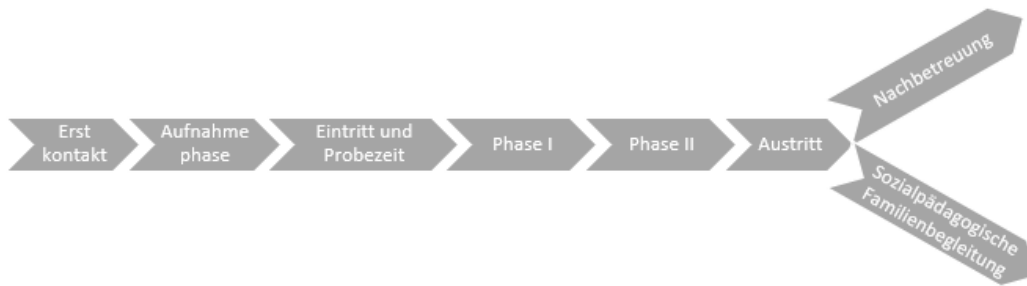 Erst
kontakt
Aufnahme
phase
Eintritt und
Probezeit
Phase I
Phase II
Austritt
Nachbetreuung
Sozialpädagogische
Familienbegleitung